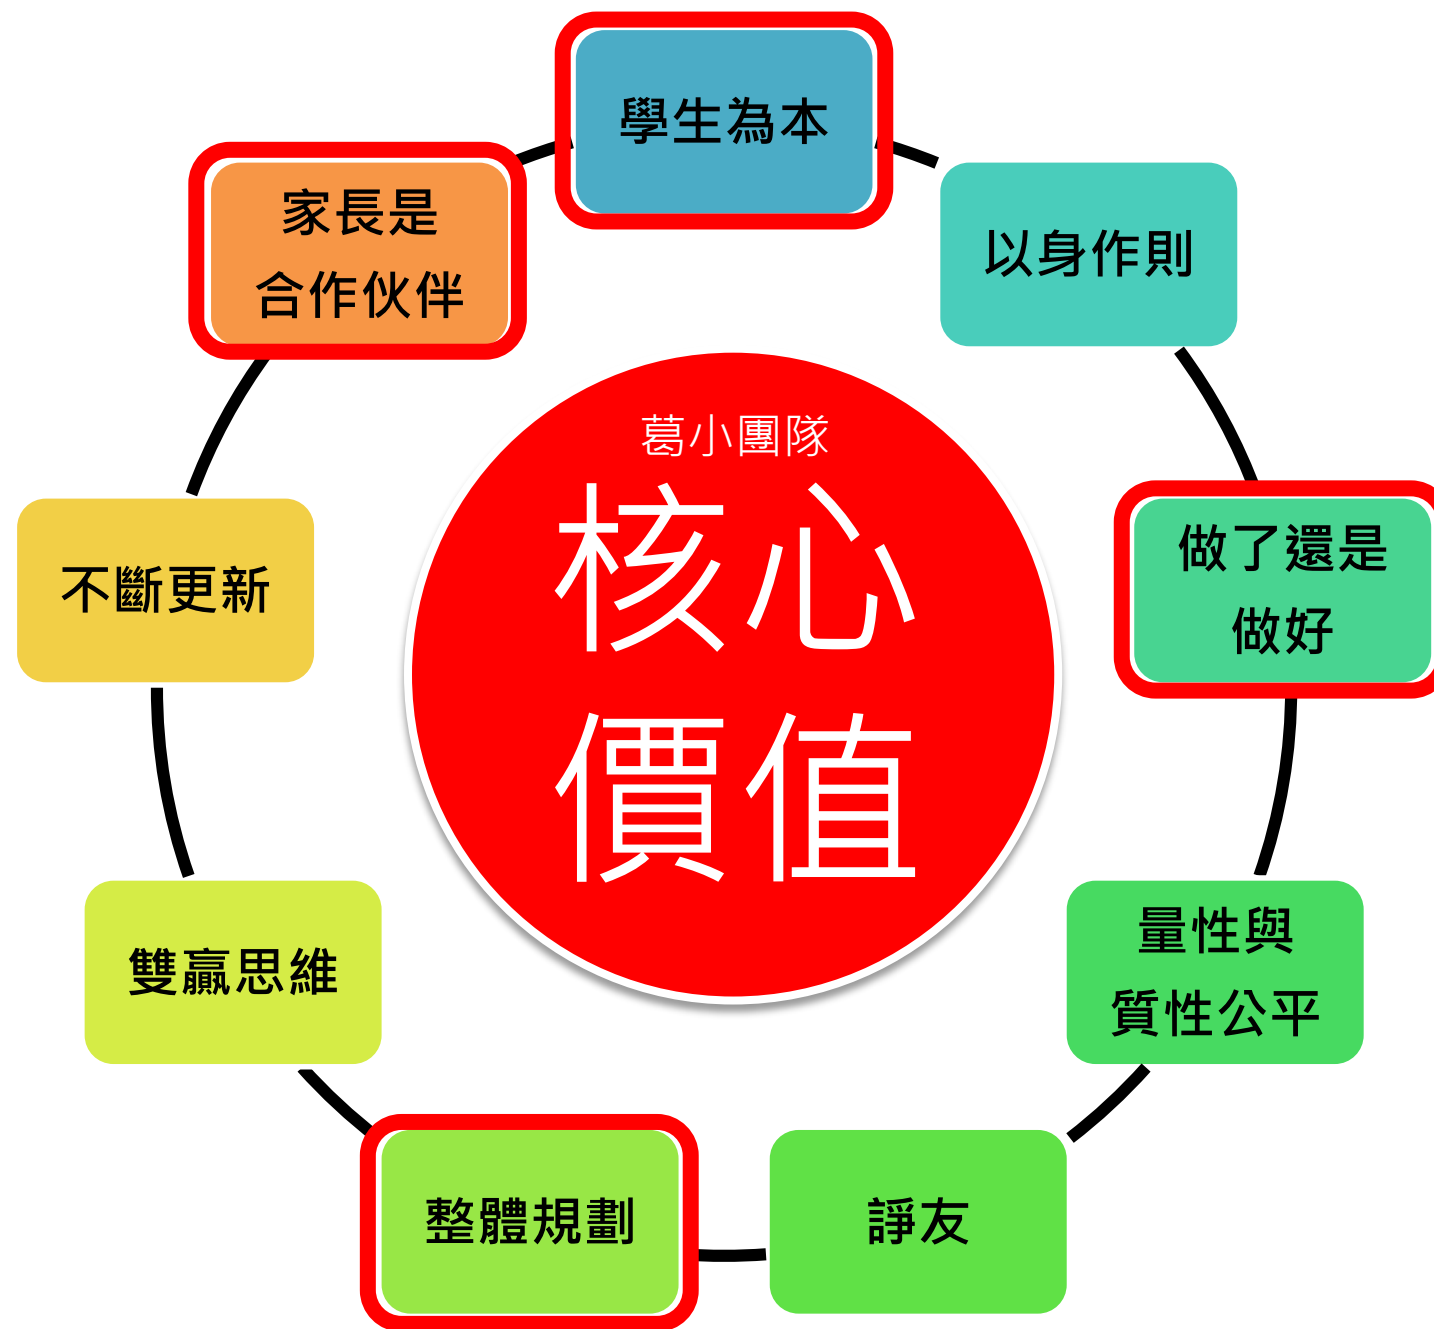 學生為本
家長是
合作伙伴
以身作則
葛小團隊
核心
價值
不斷更新
做了還是
做好
雙贏思維
量性與
質性公平
整體規劃
諍友